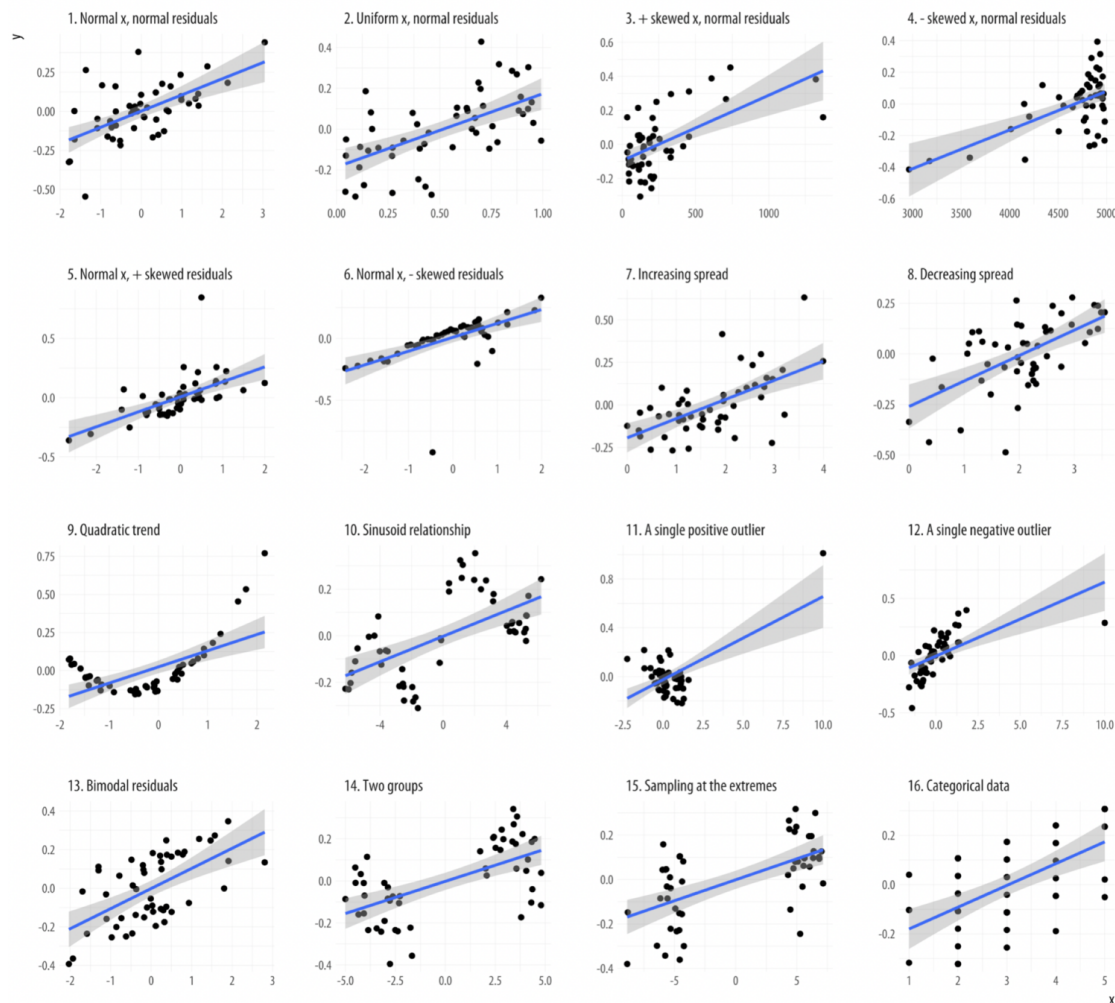 1. Normal x, normal residuals
2. Uniform x, normal residuals
3. + skewed x, normal residuals
4. - skewed x, normal residuals
y
0.25
0.00
-0.25
-0.50
-2 -1 0 1 2 3
0.4
0.2
0.0
-0.2
0.00 0.25 0.50 0.75 1.00
0.6
0.4
0.2
0.0
-0.2
0 500 1000
0.4
0.2
0.0
-0.2
-0.4
-0.6
3000 3500 4000 4500 5000
5. Normal x, + skewed residuals
6. Normal x, - skewed residuals
7. Increasing spread
8. Decreasing spread
0.5
0.0
-0.5
-2 -1 0 1 2
0.0
-0.5
-2 -1 0 1 2
0.50
0.25
0.00
-0.25
0 1 2 3 4
0.25
0.00
-0.25
-0.50
0 1 2 3
9. Quadratic trend
10. Sinusoid relationship
11. A single positive outlier
12. A single negative outlier
0.75
0.50
0.25
0.00
-0.25
-2 -1 0 1 2
0.2
0.0
-0.2
-4 0 4
0.8
0.4
0.0
-2.5 0.0 2.5 5.0 7.5 10.0
0.5
0.0
-0.5
0.0 2.5 5.0 7.5 10.0
13. Bimodal residuals
14. Two groups
15. Sampling at the extremes
16. Categorical data
0.4
0.2
0.0
-0.2
-0.4
-2 -1 0 1 2 3
0.2
0.0
-0.2
-0.4
-5.0 -2.5 0.0 2.5 5.0
0.2
0.0
-0.2
-0.4
-5 0 5
0.2
0.0
-0.2
1 2 3 4 5
x